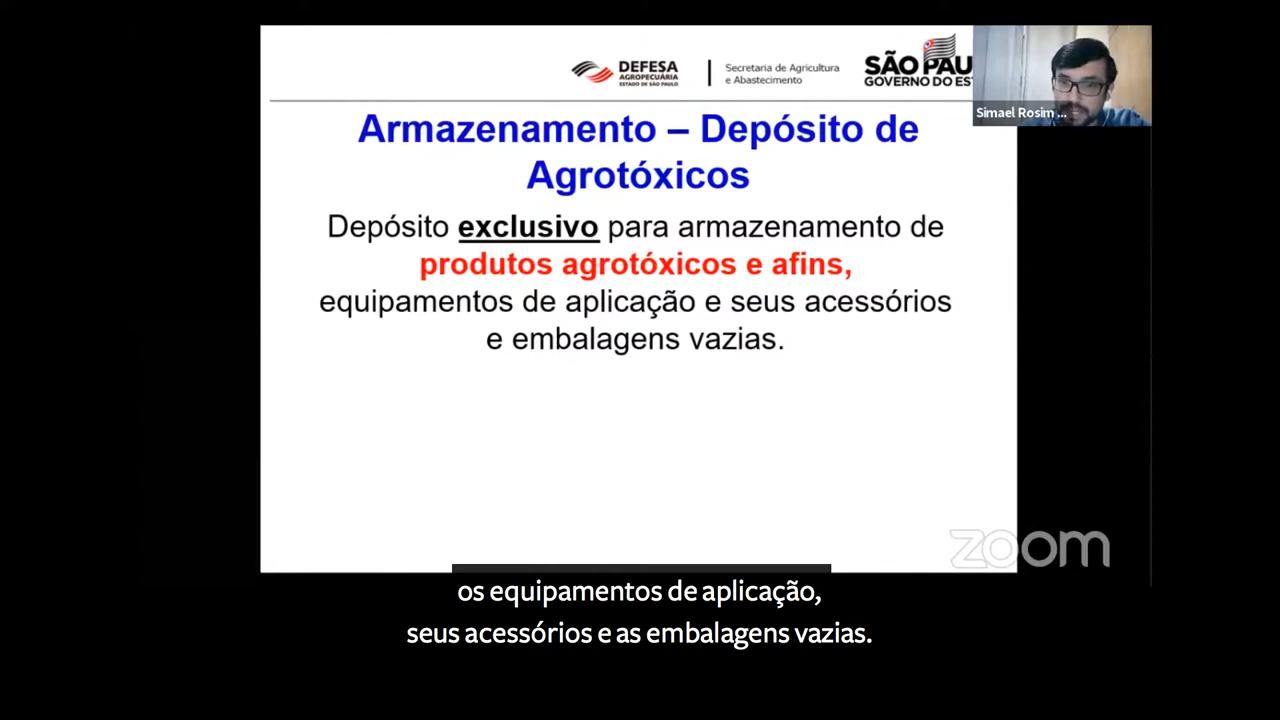 DEFESA
AGROPECUÁRIA
ESTADO DE SÃO PAULO
Secretaria de Agricultura
e Abastecimento
SÃO PAU
GOVERNO DO ES
Simael Rosim ...
Armazenamento – Depósito de
Agrotóxicos
Depósito exclusivo para armazenamento de
produtos agrotóxicos e afins,
equipamentos de aplicação e seus acessórios
e embalagens vazias.
zoom
os equipamentos de aplicação,
seus acessórios e as embalagens vazias.